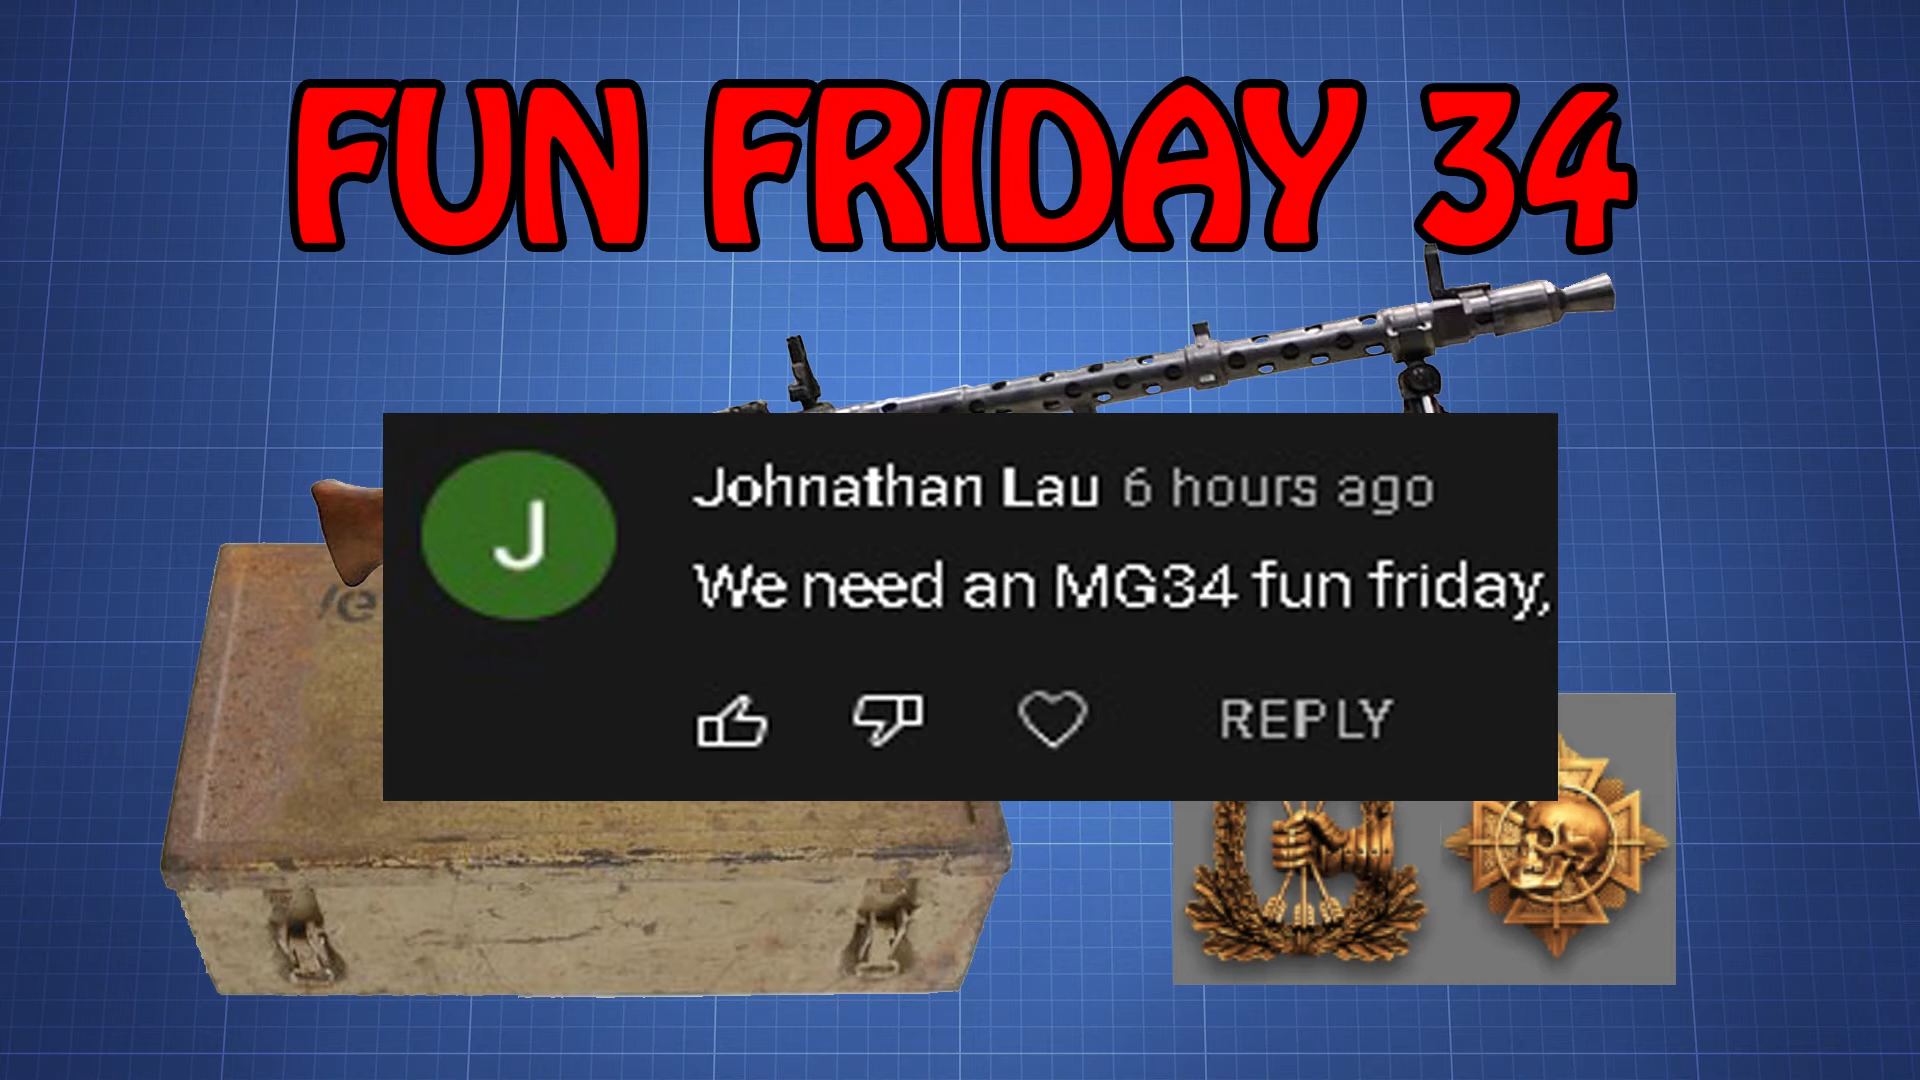 FUN FRIDAY 34
Johnathan Lau 6 hours ago
We need an MG34 fun friday,
REPLY